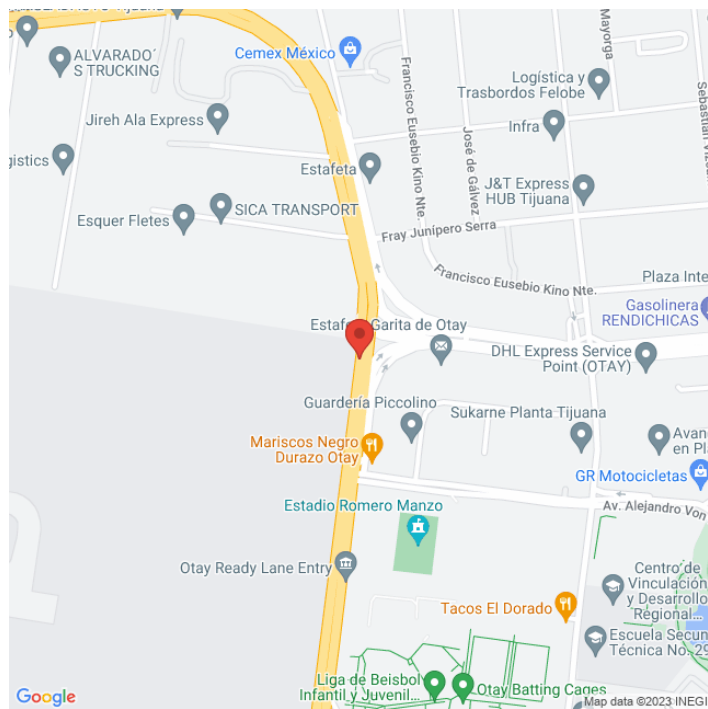 ALVARADO´
S TRUCKING
Cemex México
Mayorga
Logística y
Trasbordos Felobe
Jireh Ala Express
Francisco Eusebio Kino Nte.
José de Gálvez
Infra
Estafeta
J&T Express
HUB Tijuana
SICA TRANSPORT
Esquer Fletes
Fray Junípero Serra
Francisco Eusebio Kino Nte.
Plaza Inte
Gasolinera
RENDICHICAS
Garita de Otay
DHL Express Service
Point (OTAY)
Guardería Piccolino
Sukarne Planta Tijuana
Mariscos Negro
Durazo Otay
Avan
en Pl
GR Motocicletas
Av. Alejandro Von
Estadio Romero Manzo
Otay Ready Lane Entry
Centro de
Vinculación
y Desarrollo
Regional...
Tacos El Dorado
Escuela Secun
Técnica No. 29
Liga de Beisbol
Infantil y Juvenil...
Otay Batting Cages
Google
Map data ©2023 INEGI